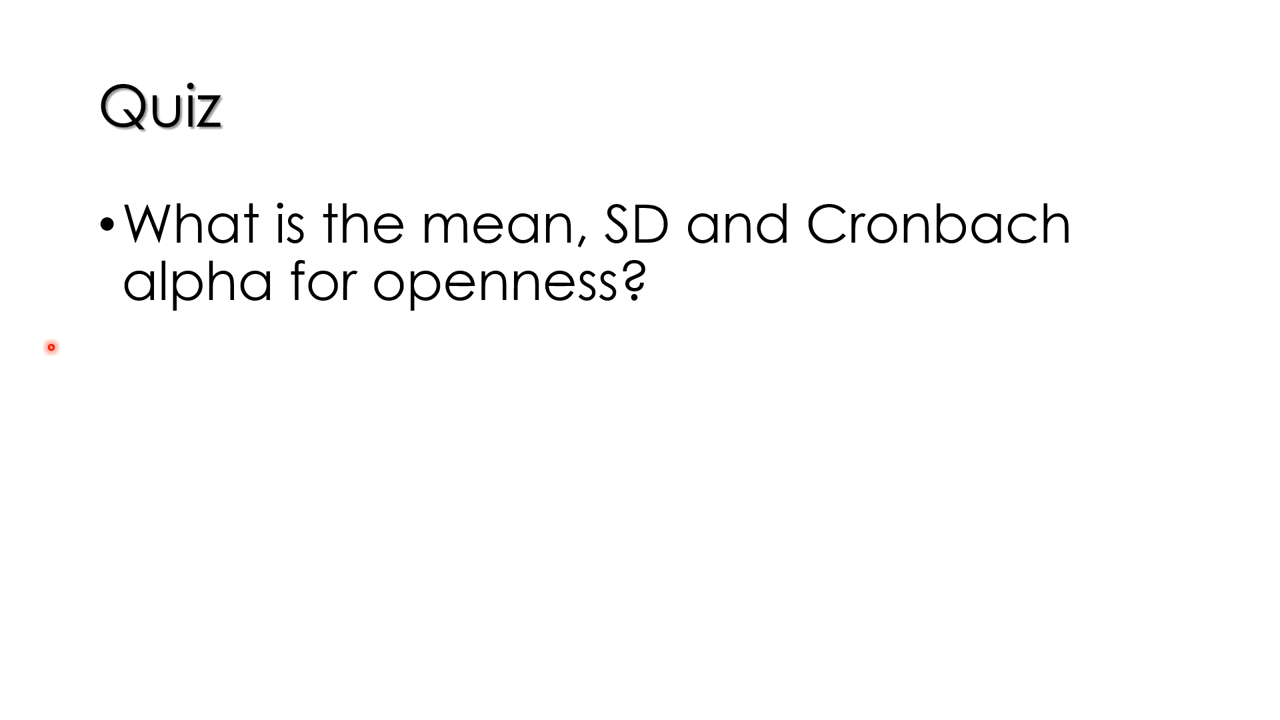 Quiz
•What is the mean, SD and Cronbach
alpha for openness?